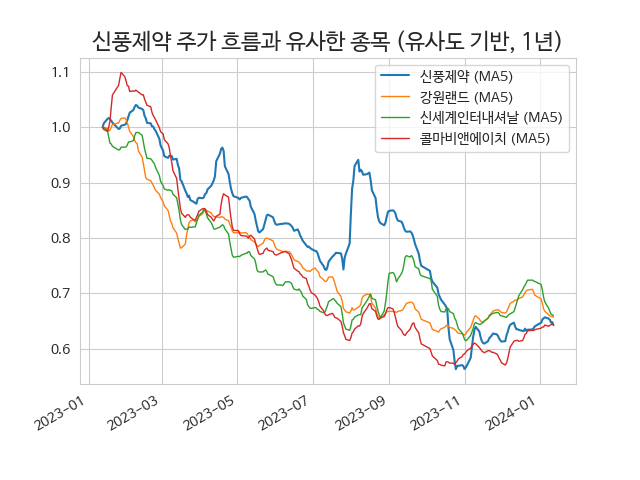 신풍제약 주가 흐름과 유사한 종목 (유사도 기반, 1년)
신풍제약 (MA5)
강원랜드 (MA5)
신세계인터내셔날 (MA5)
콜마비앤에이치 (MA5)
1.1
1.0
0.9
0.8
0.7
0.6
2023-01
2023-03
2023-05
2023-07
2023-09
2023-11
2024-01